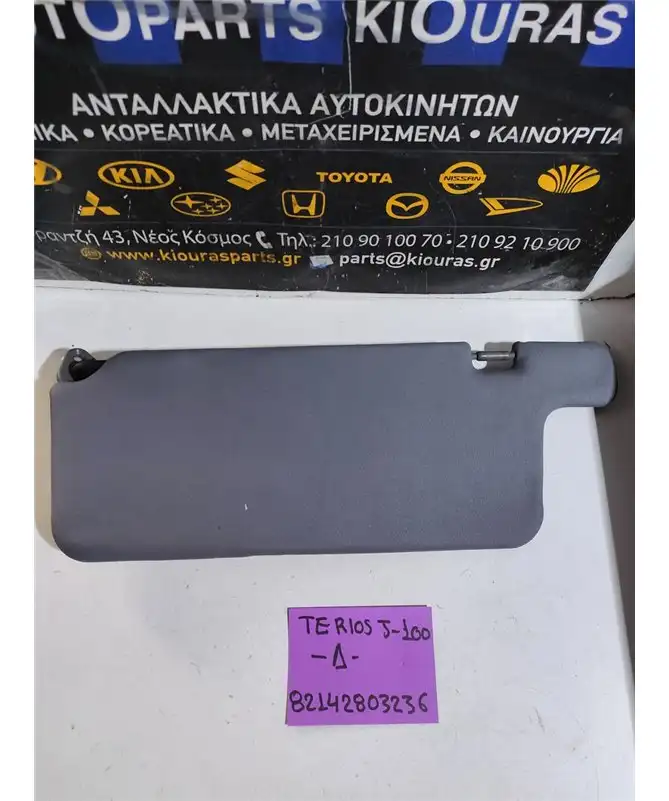 TOPARTS KIOURAS
ΑΝΤΑΛΛΑΚΤΙΚΑ ΑΥΤΟΚΙΝΗΤΩΝ
ΙΚΑ • ΚΟΡΕΑΤΙΚΑ • ΜΕΤΑΧΕΙΡΙΣΜΕΝΑ • ΚΑΙΝΟΥΡΓΙΑ
KIA TOYOTA NISSAN
ραντζή 43, Νέος Κόσμος Τηλ.: 210 90 100 70 - 210 92 10 900
www.kiourasparts.gr parts@kiouras.gr
TERIOS J-100
-Δ-
82142803236